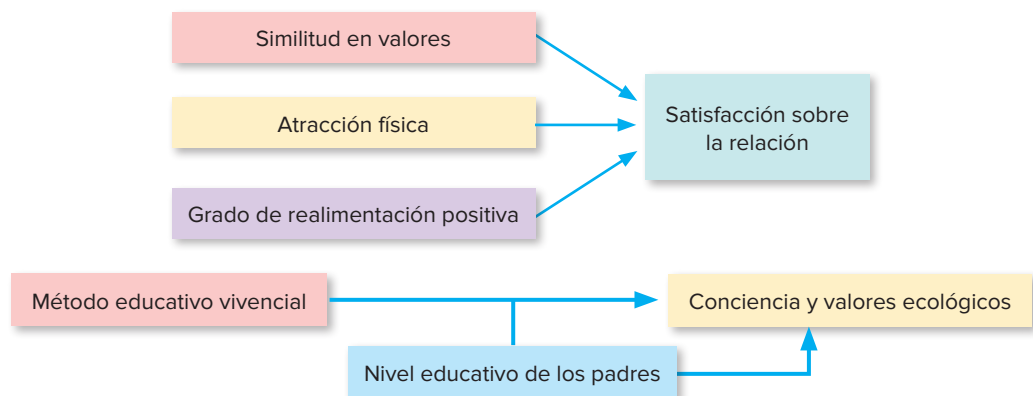 Similitud en valores
Atracción física
Grado de realimentación positiva
Satisfacción sobre
la relación
Método educativo vivencial
Conciencia y valores ecológicos
Nivel educativo de los padres